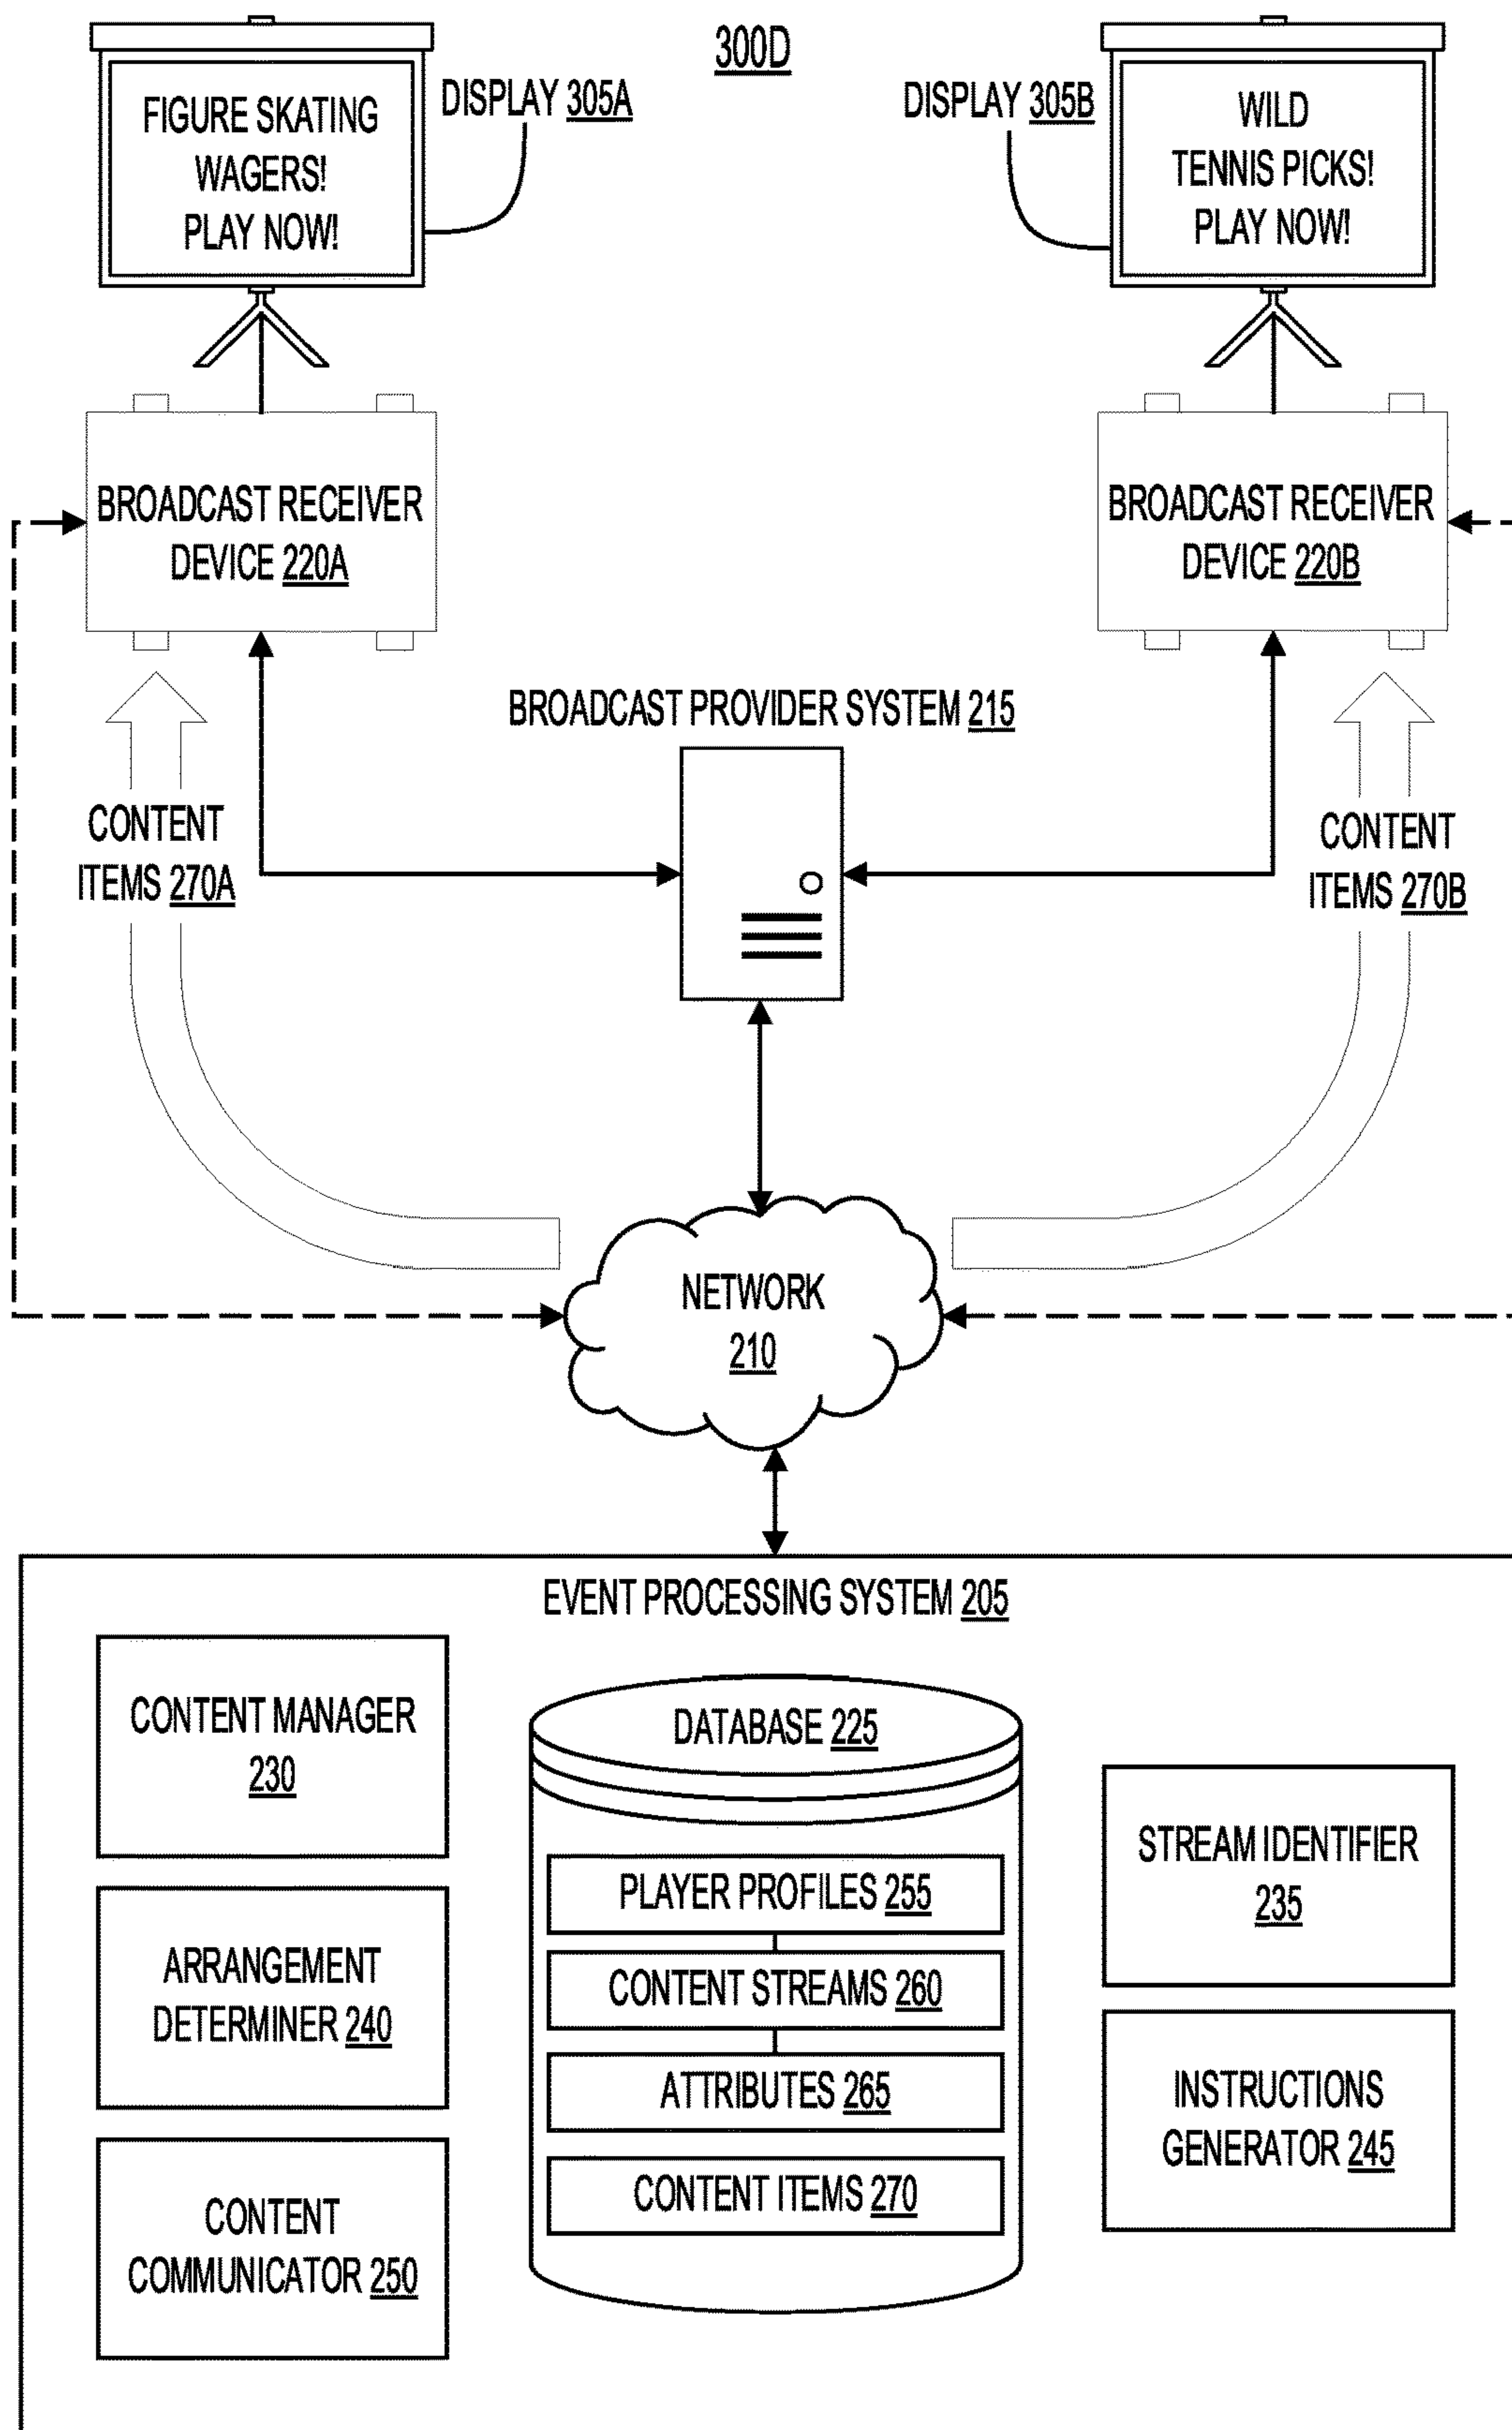 300D
FIGURE SKATING
WAGERS!
PLAY NOW!
DISPLAY 305A
DISPLAY 305B
WILD
TENNIS PICKS!
PLAY NOW!
BROADCAST RECEIVER
DEVICE 220A
BROADCAST RECEIVER
DEVICE 220B
BROADCAST PROVIDER SYSTEM 215
CONTENT
ITEMS 270A
CONTENT
ITEMS 270B
NETWORK
210
EVENT PROCESSING SYSTEM 205
CONTENT MANAGER
230
ARRANGEMENT
DETERMINER 240
CONTENT
COMMUNICATOR 250
DATABASE 225
PLAYER PROFILES 255
CONTENT STREAMS 260
ATTRIBUTES 265
CONTENT ITEMS 270
STREAM IDENTIFIER
235
INSTRUCTIONS
GENERATOR 245